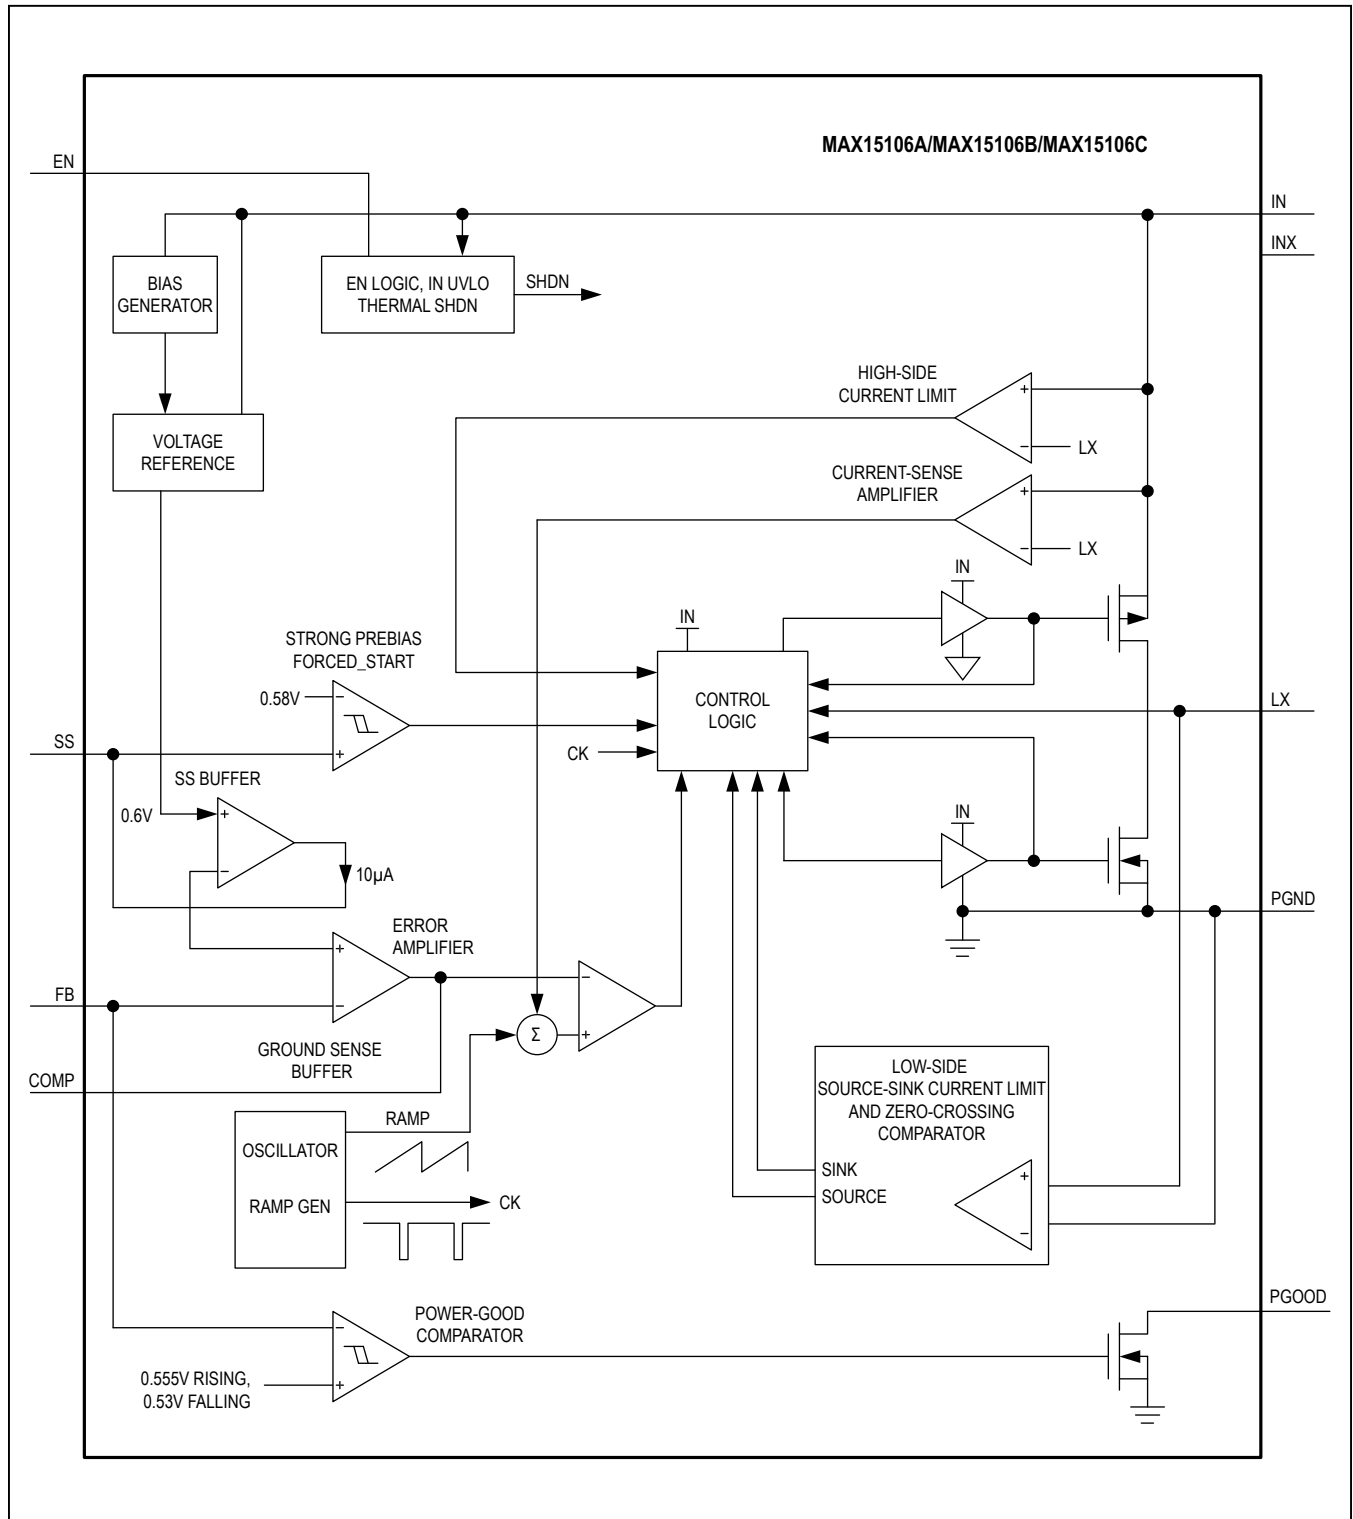 MAX15106A/MAX15106B/MAX15106C
EN
IN
INX
BIAS
GENERATOR
EN LOGIC, IN UVLO
THERMAL SHDN
SHDN
HIGH-SIDE
CURRENT LIMIT
+
−
LX
VOLTAGE
REFERENCE
CURRENT-SENSE
AMPLIFIER
+
−
LX
IN
STRONG PREBIAS
FORCED_START
0.58V
−
+
IN
CONTROL
LOGIC
CK
LX
SS
SS BUFFER
0.6V
+
−
10µA
IN
PGND
ERROR
AMPLIFIER
+
−
FB
−
+
Σ
GROUND SENSE
BUFFER
COMP
RAMP
OSCILLATOR
RAMP GEN
CK
LOW-SIDE
SOURCE-SINK CURRENT LIMIT
AND ZERO-CROSSING
COMPARATOR
SINK
SOURCE
+
−
PGOOD
POWER-GOOD
COMPARATOR
−
+
0.555V RISING,
0.53V FALLING